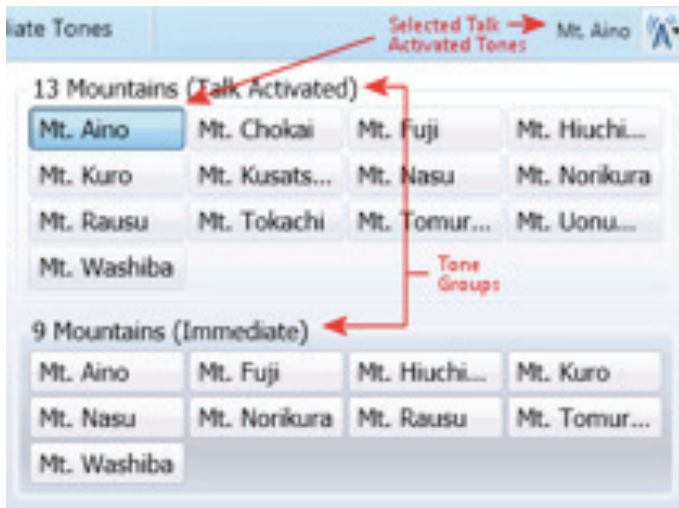 iate Tones
Selected Talk Activated Tones
Mt. Aino
13 Mountains (Talk Activated)
Mt. Aino Mt. Chokai Mt. Fuji Mt. Hiuchi...
Mt. Kuro Mt. Kusats... Mt. Nasu Mt. Norikura
Mt. Rausu Mt. Tokachi Mt. Tomur... Mt. Uonu...
Mt. Washiba
Tone
Groups
9 Mountains (Immediate)
Mt. Aino Mt. Fuji Mt. Hiuchi... Mt. Kuro
Mt. Nasu Mt. Norikura Mt. Rausu Mt. Tomur...
Mt. Washiba